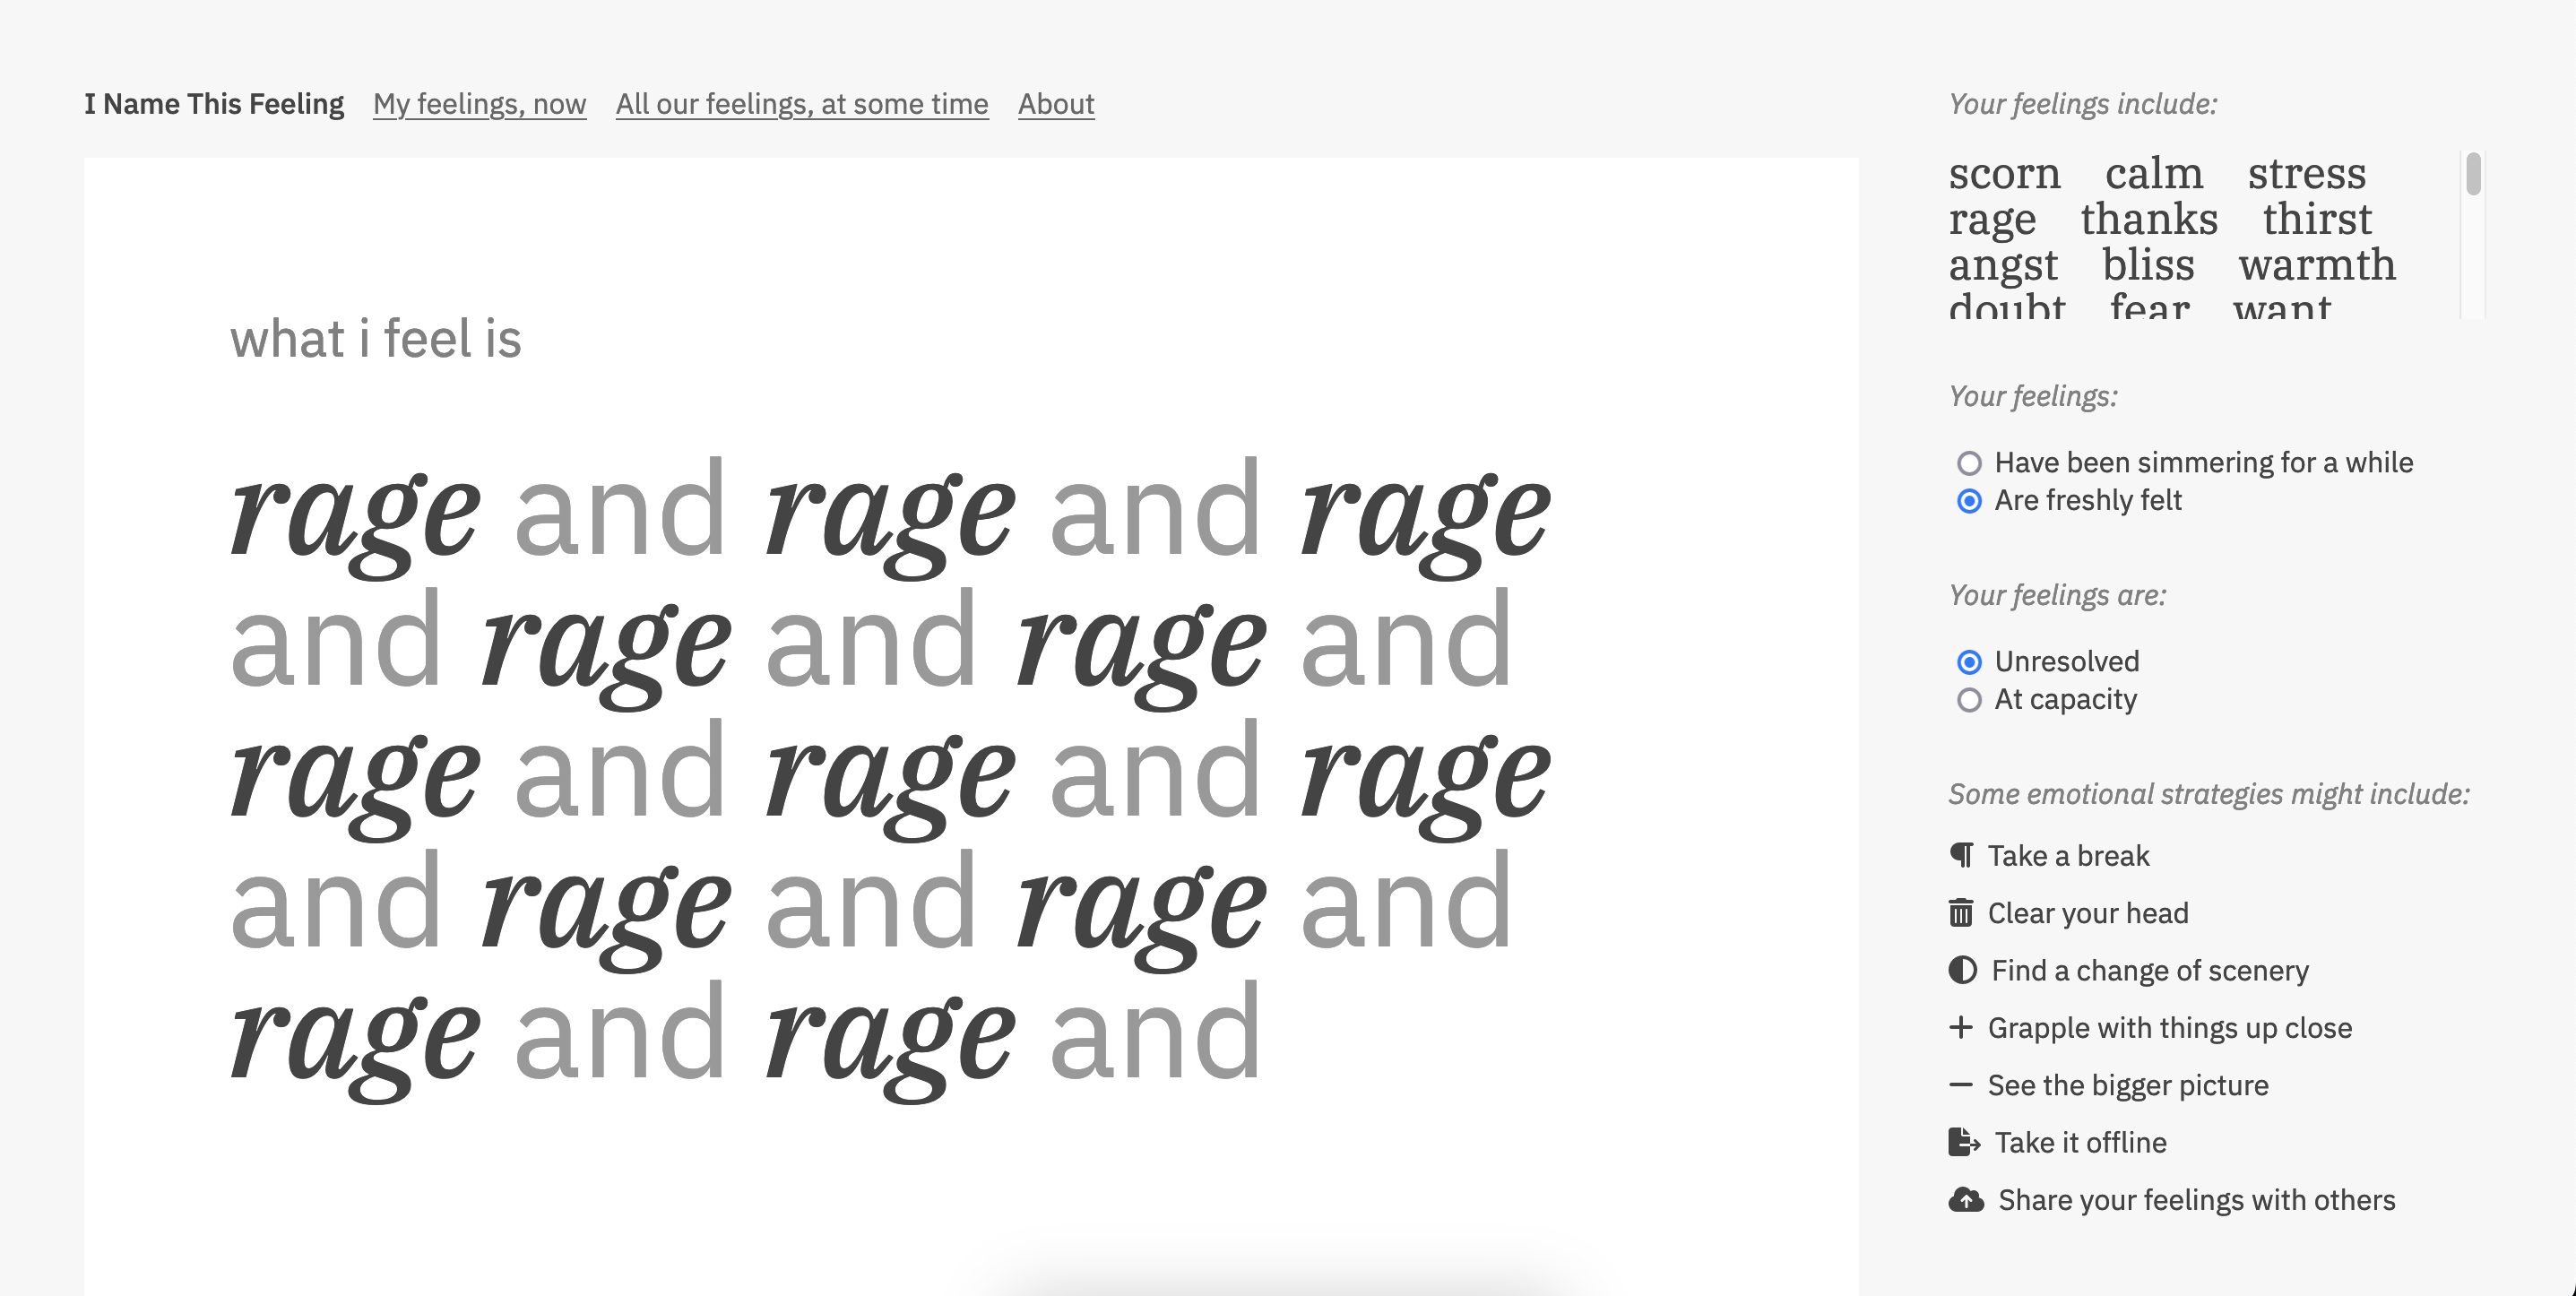 I Name This Feeling My feelings, now All our feelings, at some time About
what i feel is
rage and rage and rage
and rage and rage and
rage and rage and rage
and rage and rage and
rage and rage and
Your feelings include:
scorn calm stress
rage thanks thirst
angst bliss warmth
doubt fear want
Your feelings:
Have been simmering for a while
Are freshly felt
Your feelings are:
Unresolved
At capacity
Some emotional strategies might include:
Take a break
Clear your head
Find a change of scenery
Grapple with things up close
See the bigger picture
Take it offline
Share your feelings with others